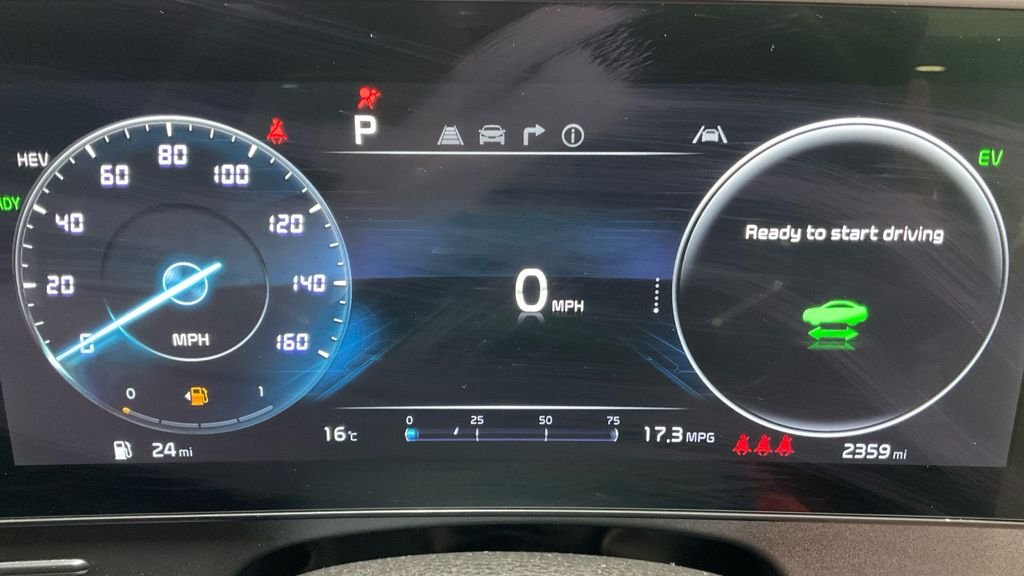 P
HEV
EV
ADY
80
60
100
40
120
20
140
0
160
MPH
0 1
24 mi
0 MPH
Ready to start driving
16°c
0 25 50 75
17.3 MPG
2359 mi